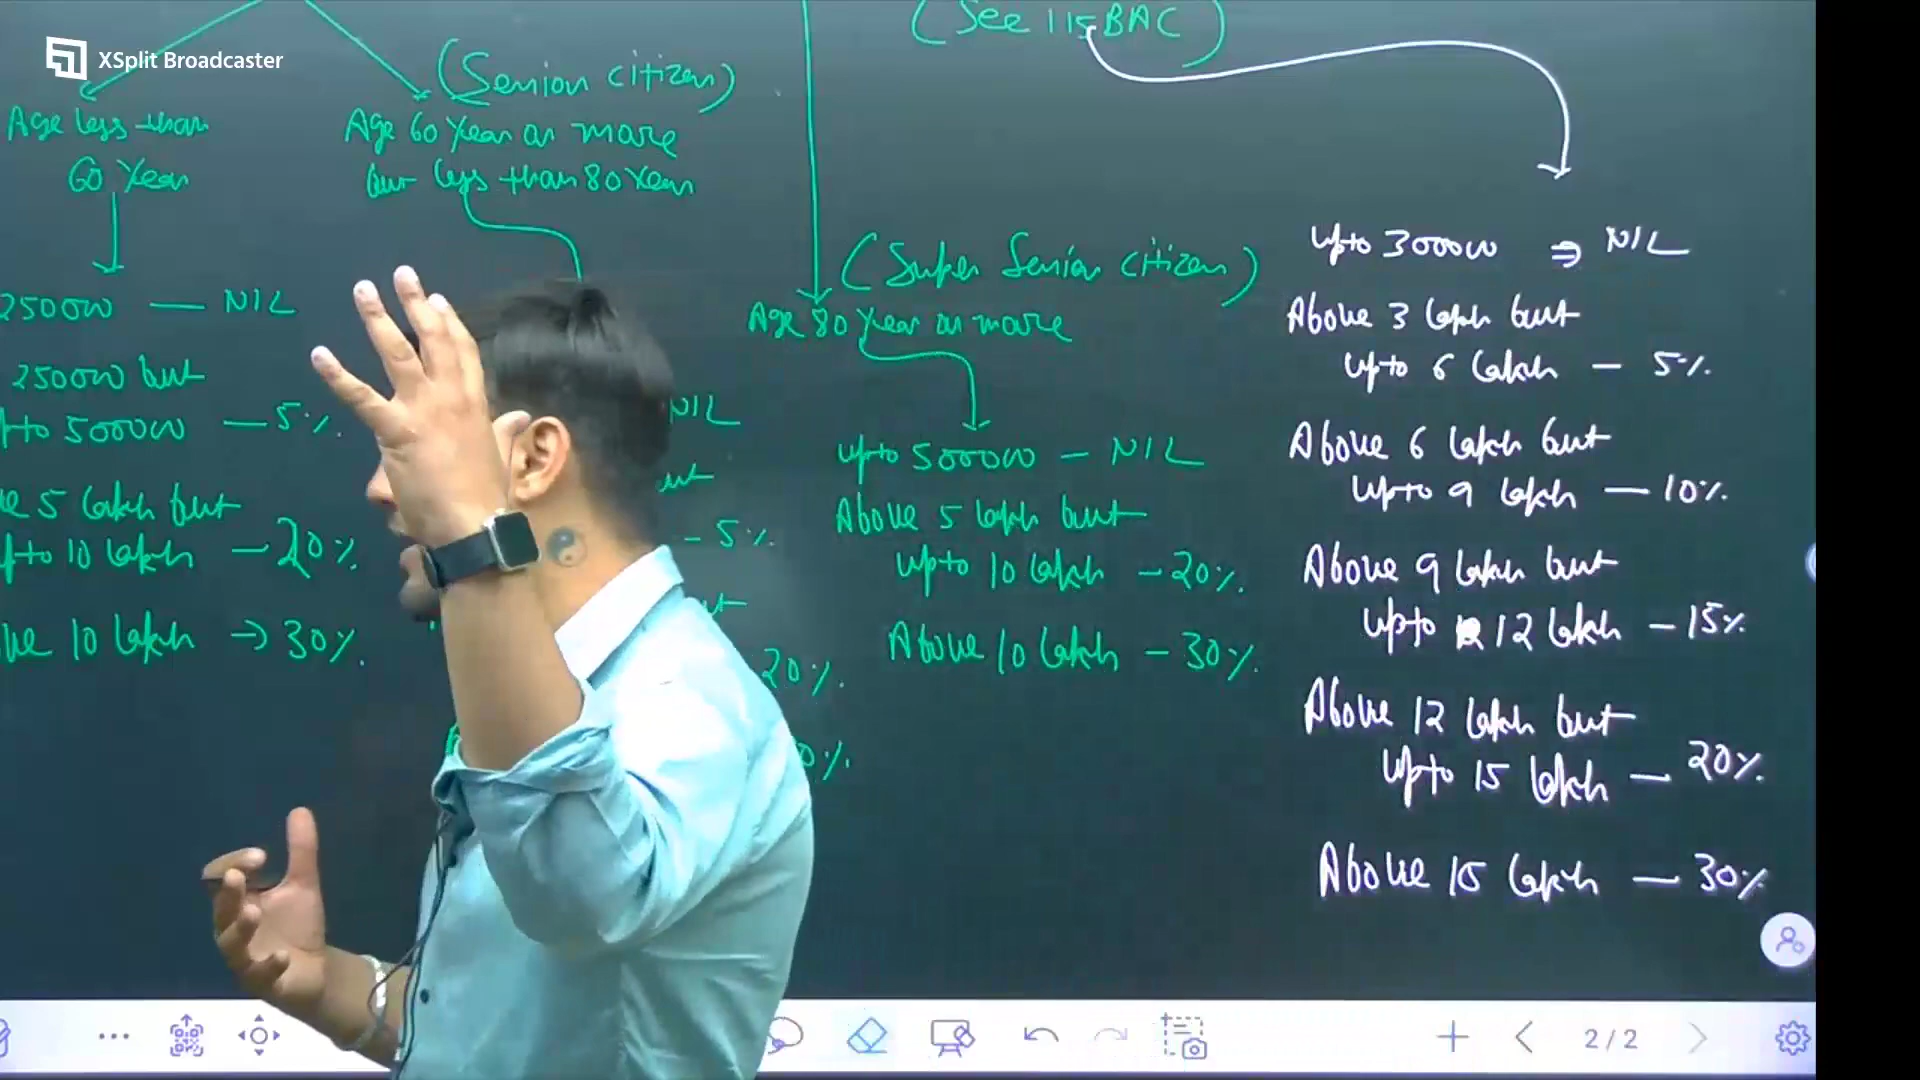 XSplit Broadcaster
(See 115BAC)
(Senior citizen)
Age less than
60 Year
Age 60 Year or more
but less than 80 Year
250000 — NIL
250000 but
upto 500000 — 5%.
5 Lakh but
upto 10 Lakh — 20%.
10 Lakh → 30%.
NIL
— 5%.
20%.
0%.
(Super Senior citizen)
Age 80 Year or more
upto 500000 — NIL
Above 5 Lakh but
upto 10 Lakh — 20%.
Above 10 Lakh — 30%.
upto 300000 ⇒ NIL
Above 3 Lakh but
upto 6 Lakh — 5%.
Above 6 Lakh but
upto 9 Lakh — 10%.
Above 9 Lakh but
upto 12 Lakh — 15%.
Above 12 Lakh but
upto 15 Lakh — 20%.
Above 15 Lakh — 30%
2/2